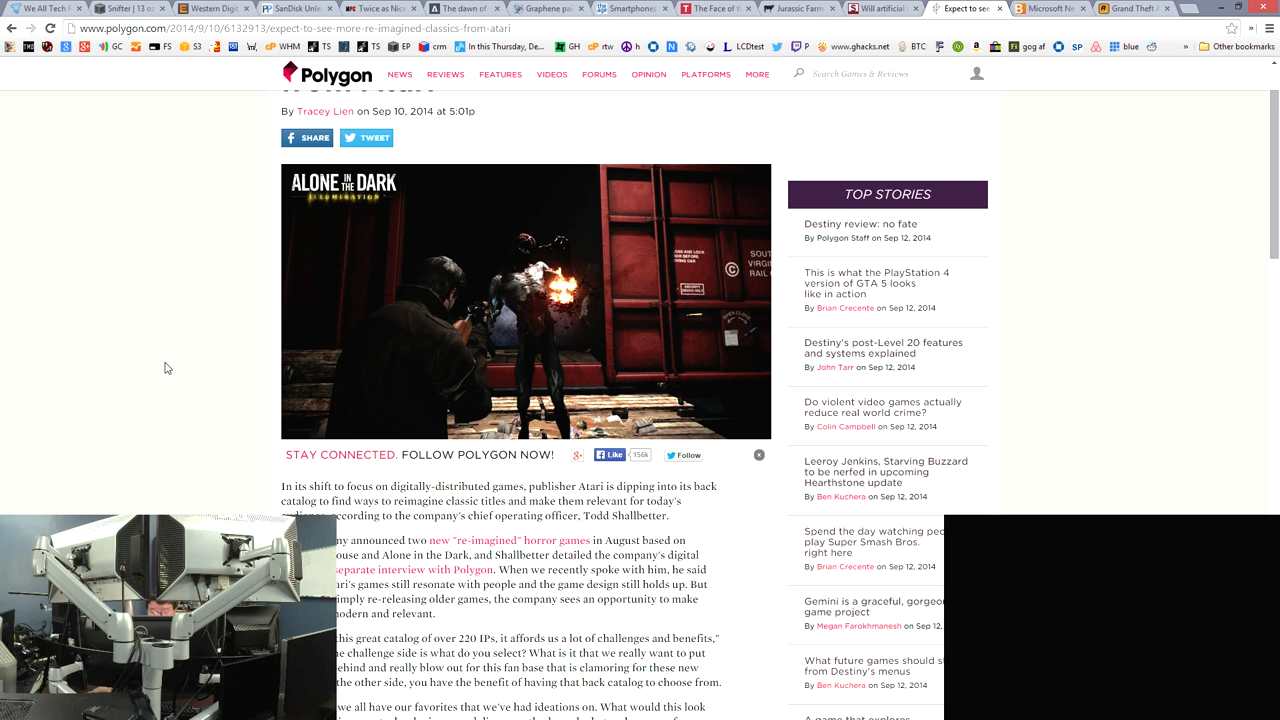 We All Tech F
Snifter | 13 oz
Western Digit
SanDisk Unle
Twice as Nice
The dawn of
Graphene pai
Smartphones
The Face of t
Jurassic Farm
Will artificial
Expect to see
Microsoft Ne
Grand Theft A
www.polygon.com/2014/9/10/6132913/expect-to-see-more-re-imagined-classics-from-atari
GC FS S3 WHM TS EP crm In this Thursday, De... GH rtw h LCDtest P www.ghacks.net BTC gog af SP blue » Other bookmarks
Polygon NEWS REVIEWS FEATURES VIDEOS FORUMS OPINION PLATFORMS MORE Search Games & Reviews
By Tracey Lien on Sep 10, 2014 at 5:01p
SHARE TWEET
ALONE IN THE DARK
ILLUMINATION
STAY CONNECTED. FOLLOW POLYGON NOW! Like 156k Follow
In its shift to focus on digitally-distributed games, publisher Atari is dipping into its back
catalog to find ways to reimagine classic titles and make them relevant for today's
according to the company's chief operating officer, Todd Shallbetter.
ny announced two new "re-imagined" horror games in August based on
ouse and Alone in the Dark, and Shallbetter detailed the company's digital
separate interview with Polygon. When we recently spoke with him, he said
ari's games still resonate with people and the game design still holds up. But
imply re-releasing older games, the company sees an opportunity to make
odern and relevant.
this great catalog of over 220 IPs, it affords us a lot of challenges and benefits,"
he challenge side is what do you select? What is it that we really want to put
ehind and really blow out for this fan base that is clamoring for these new
the other side, you have the benefit of having that back catalog to choose from.
we all have our favorites that we've had ideations on. What would this look
TOP STORIES
Destiny review: no fate
By Polygon Staff on Sep 12, 2014
This is what the PlayStation 4
version of GTA 5 looks
like in action
By Brian Crecente on Sep 12, 2014
Destiny's post-Level 20 features
and systems explained
By John Tarr on Sep 12, 2014
Do violent video games actually
reduce real world crime?
By Colin Campbell on Sep 12, 2014
Leeroy Jenkins, Starving Buzzard
to be nerfed in upcoming
Hearthstone update
By Ben Kuchera on Sep 12, 2014
Spend the day watching peo
play Super Smash Bros.
right here
By Brian Crecente on Sep 12,
Gemini is a graceful, gorgeo
game project
By Megan Farokhmanesh on Sep 12,
What future games should st
from Destiny's menus
By Ben Kuchera on Sep 12, 2014
A game that explores